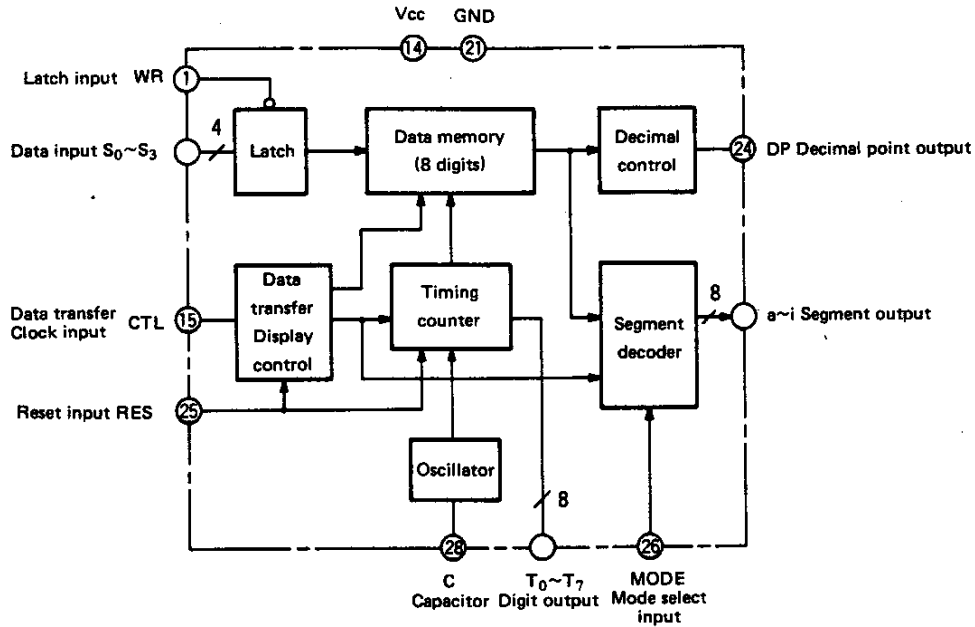 Vcc GND
14 21
Latch input WR 1
Data input S₀~S₃
4
Latch
Data memory
(8 digits)
Decimal
control
24 DP Decimal point output
Data transfer
Clock input
CTL 15
Data
transfer
Display
control
Timing
counter
Segment
decoder
8
a~i Segment output
Reset input RES 25
Oscillator
8
28 26
C
Capacitor
T₀~T₇
Digit output
MODE
Mode select
input